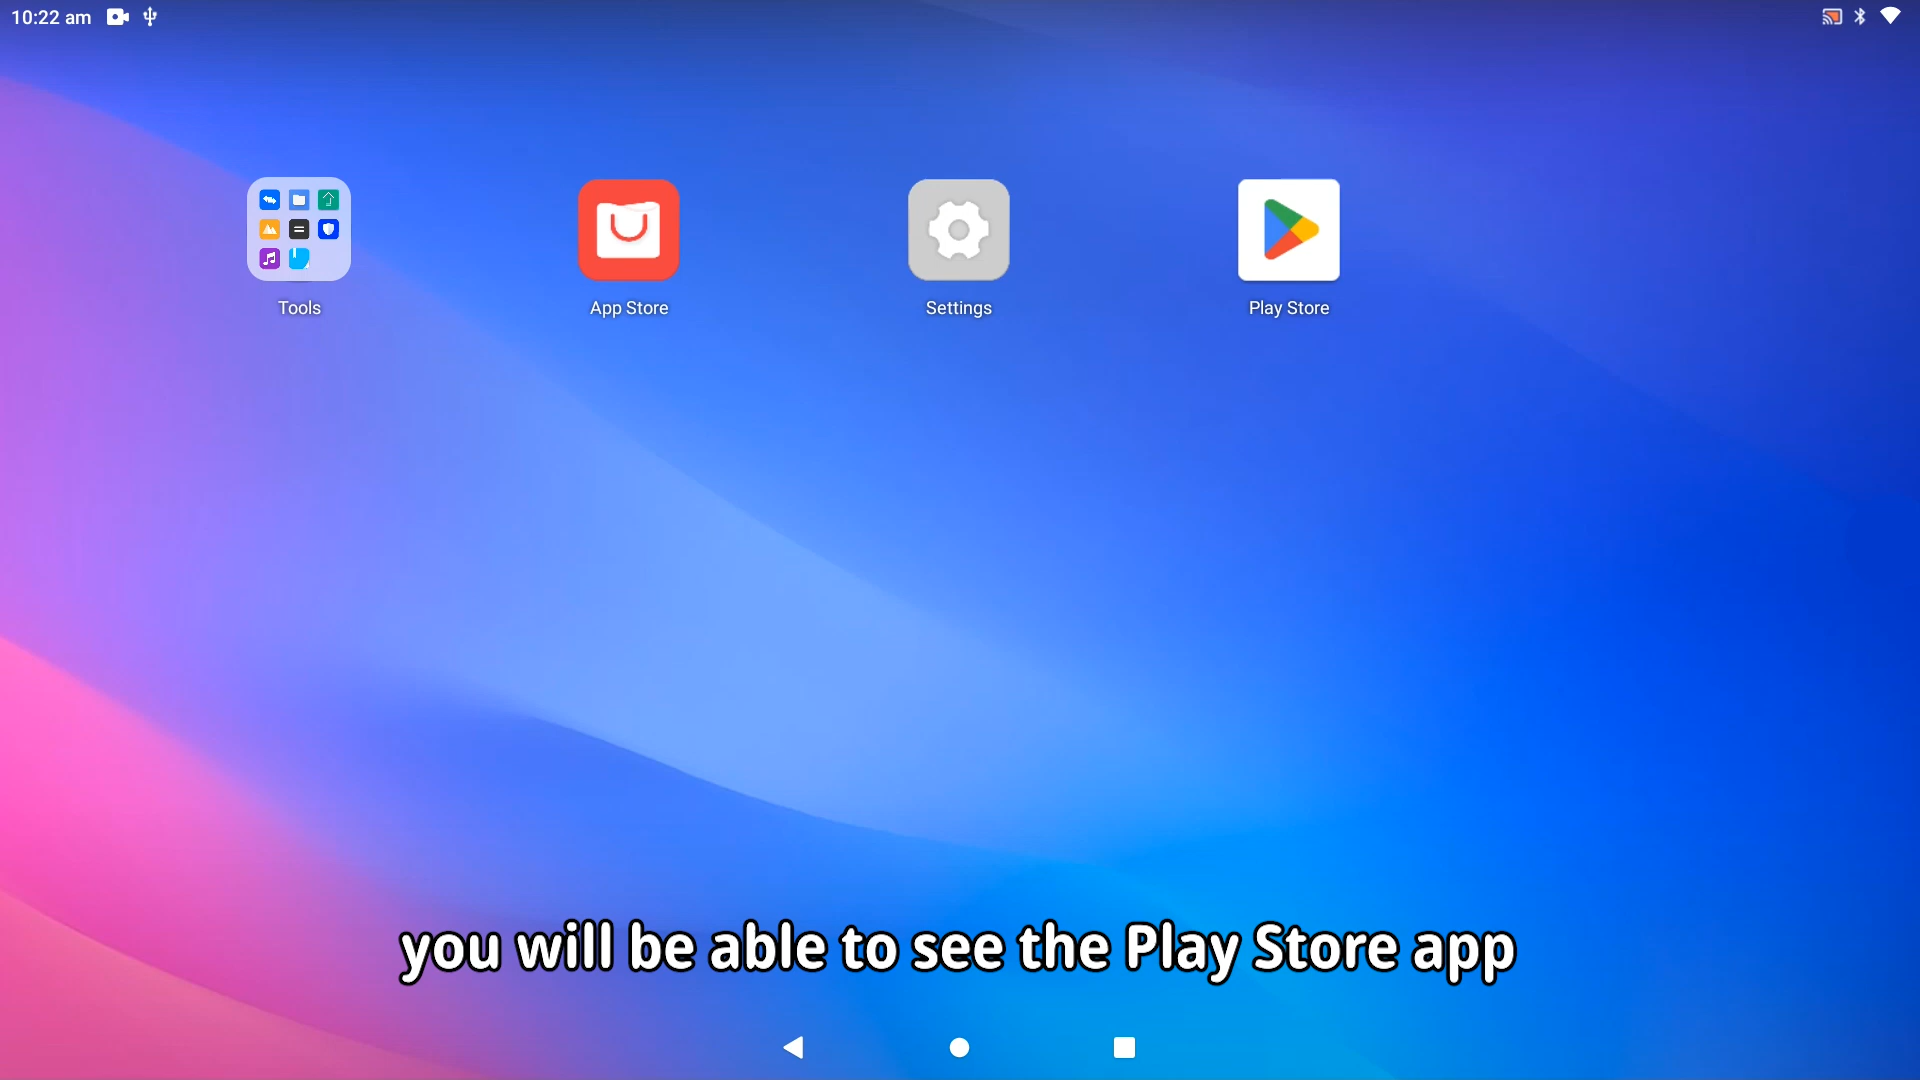 10:22 am
Tools
App Store
Settings
Play Store
you will be able to see the Play Store app